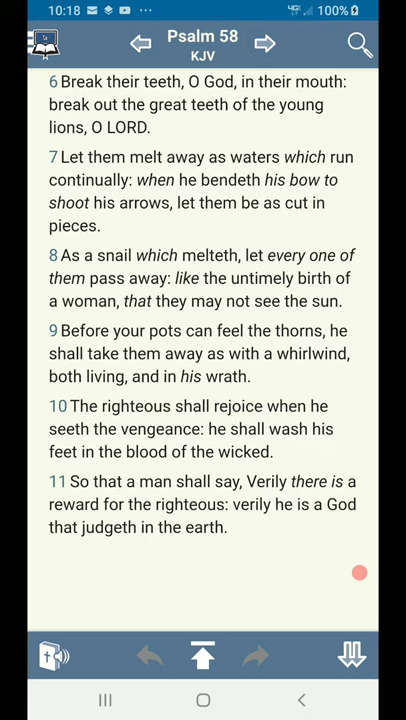 10:18 100%
Psalm 58
KJV
6 Break their teeth, O God, in their mouth:
break out the great teeth of the young
lions, O LORD.
7 Let them melt away as waters which run
continually: when he bendeth his bow to
shoot his arrows, let them be as cut in
pieces.
8 As a snail which melteth, let every one of
them pass away: like the untimely birth of
a woman, that they may not see the sun.
9 Before your pots can feel the thorns, he
shall take them away as with a whirlwind,
both living, and in his wrath.
10 The righteous shall rejoice when he
seeth the vengeance: he shall wash his
feet in the blood of the wicked.
11 So that a man shall say, Verily there is a
reward for the righteous: verily he is a God
that judgeth in the earth.